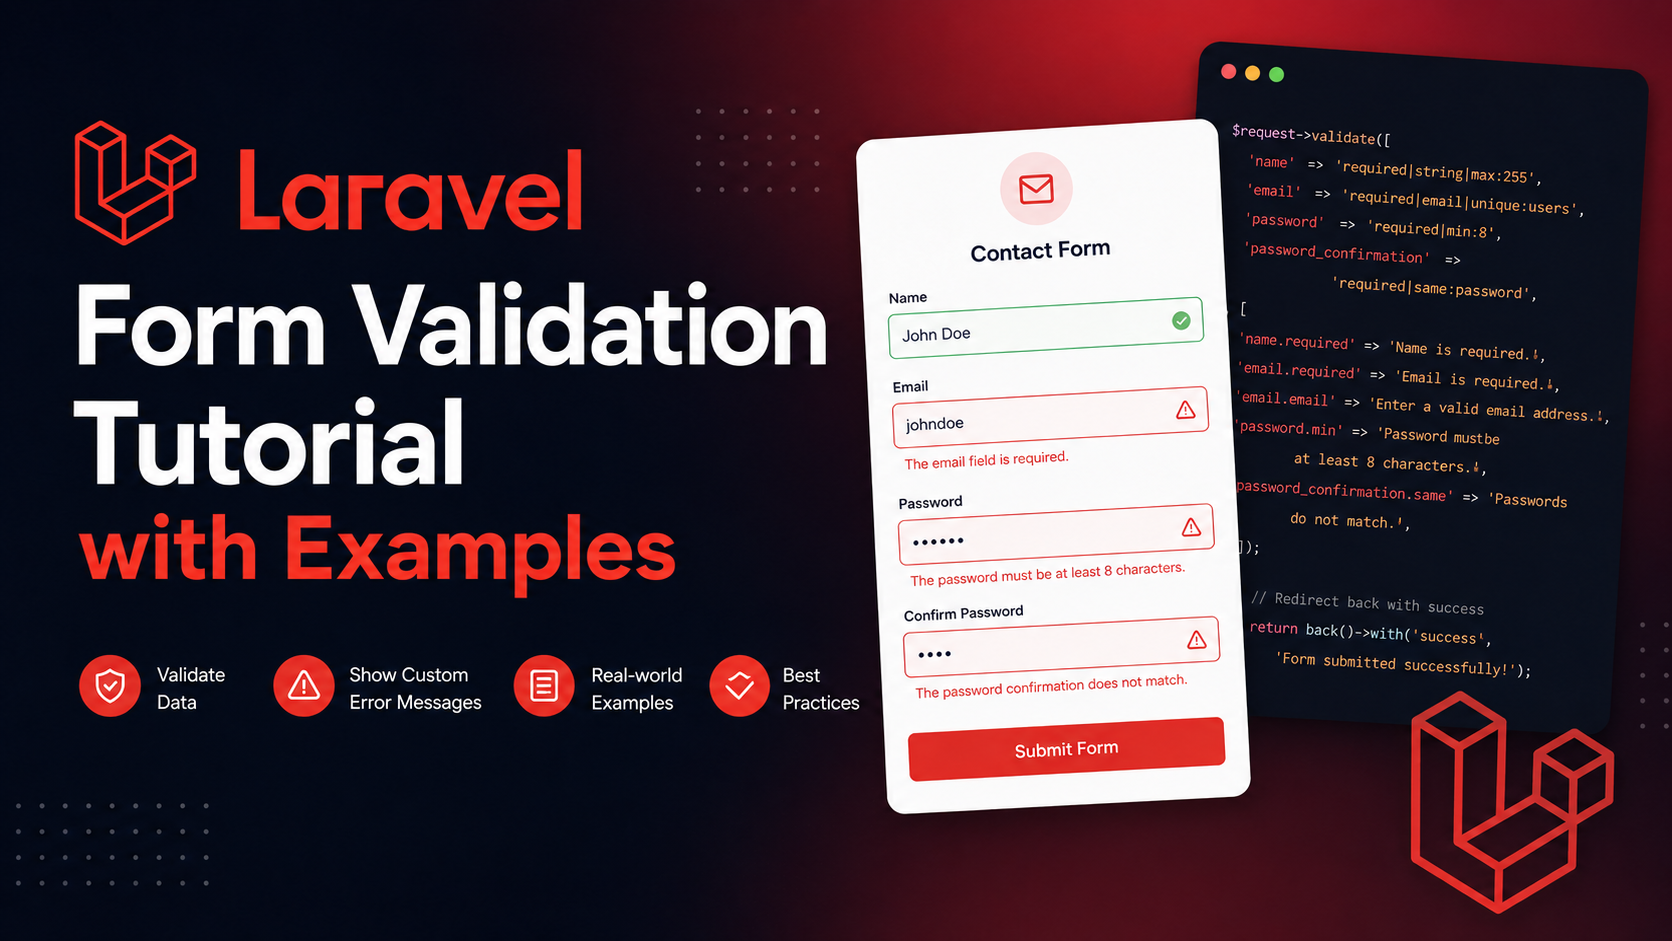 Laravel
Form Validation
Tutorial
with Examples
Validate
Data
Show Custom
Error Messages
Real-world
Examples
Best
Practices
Contact Form
Name
John Doe
Email
johndoe
The email field is required.
Password
••••••
The password must be at least 8 characters.
Confirm Password
••••
The password confirmation does not match.
Submit Form
$request->validate([
'name' => 'required|string|max:255',
'email' => 'required|email|unique:users',
'password' => 'required|min:8',
'password_confirmation' =>
'required|same:password',
[
'name.required' => 'Name is required.',
'email.required' => 'Email is required.',
'email.email' => 'Enter a valid email address.',
'password.min' => 'Password mustbe
at least 8 characters.',
password_confirmation.same' => 'Passwords
do not match.',
]);
// Redirect back with success
return back()->with('success',
'Form submitted successfully!');